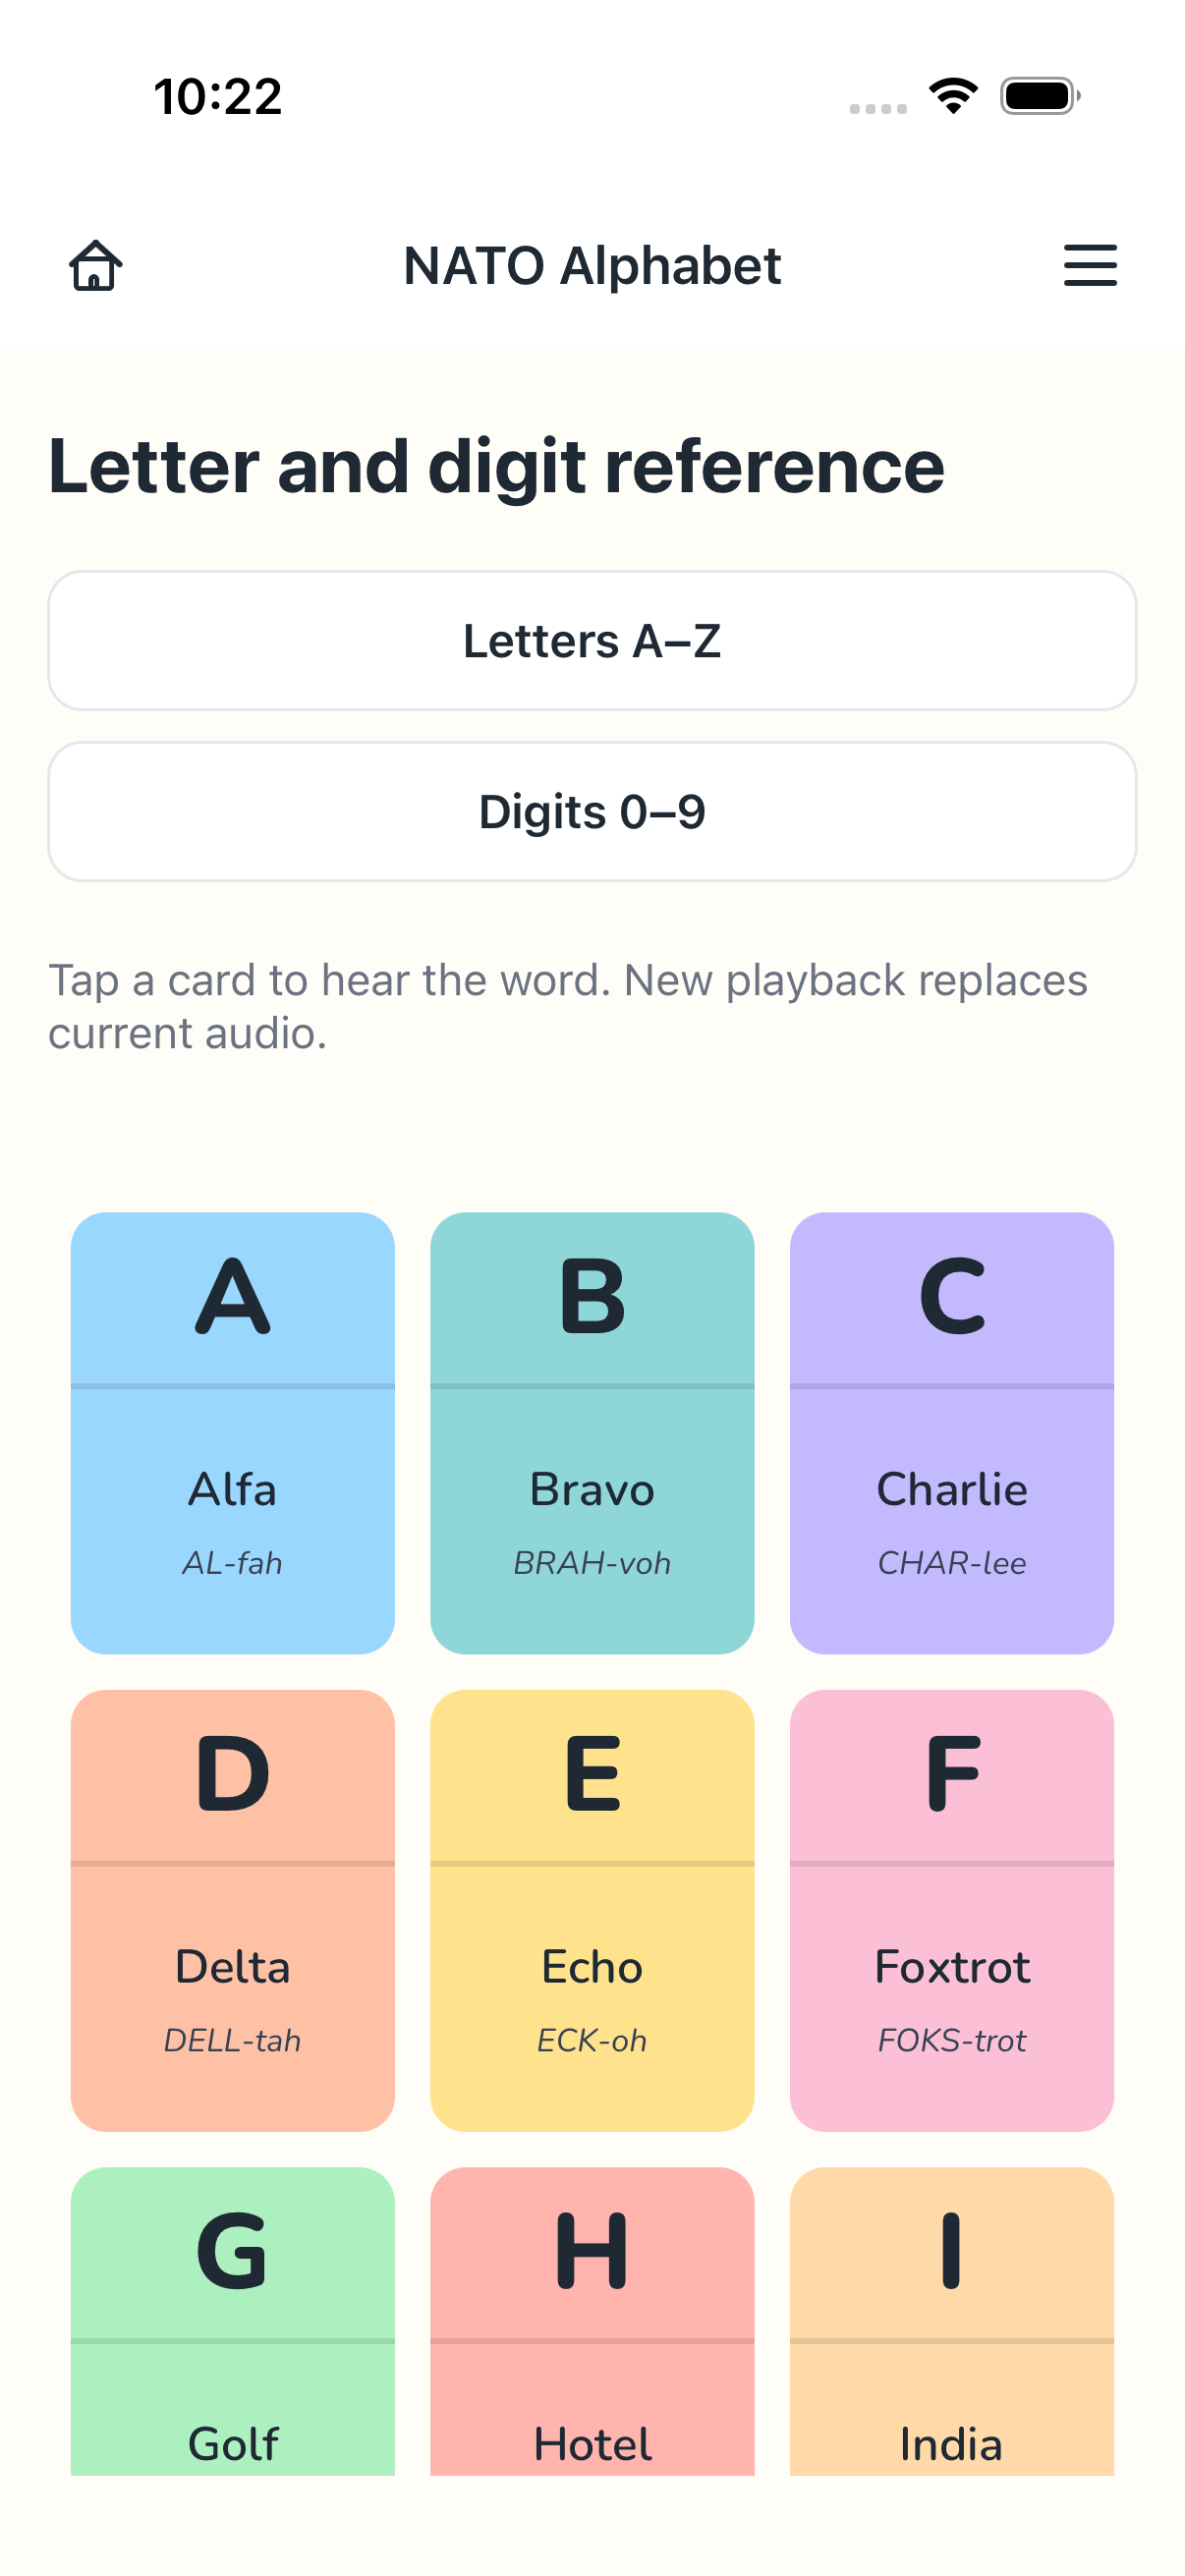 10:22
NATO Alphabet
Letter and digit reference
Letters A–Z
Digits 0–9
Tap a card to hear the word. New playback replaces
current audio.
A B C
Alfa Bravo Charlie
AL-fah BRAH-voh CHAR-lee
D E F
Delta Echo Foxtrot
DELL-tah ECK-oh FOKS-trot
G H I
Golf Hotel India